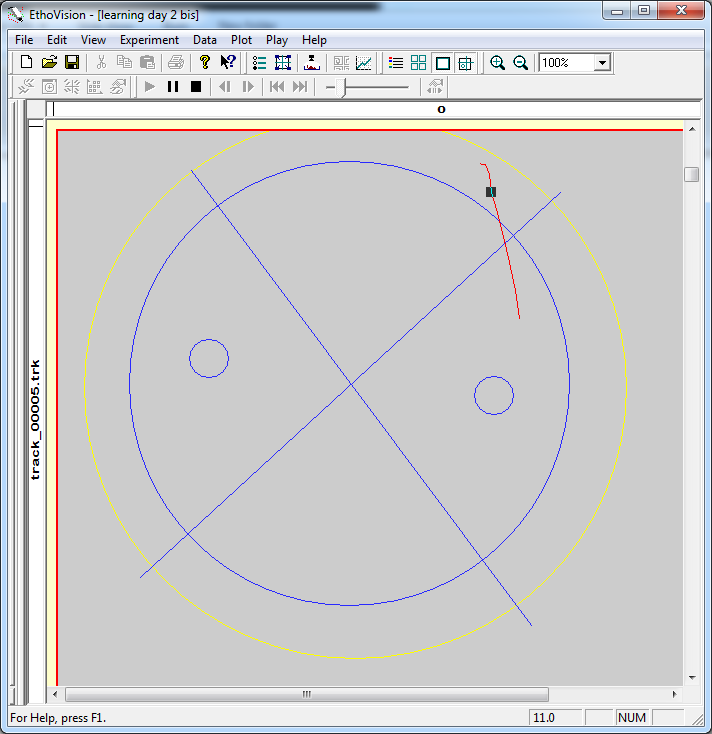 EthoVision - [learning day 2 bis]
File Edit View Experiment Data Plot Play Help
100%
o
track_00005.trk
For Help, press F1.
11.0
NUM